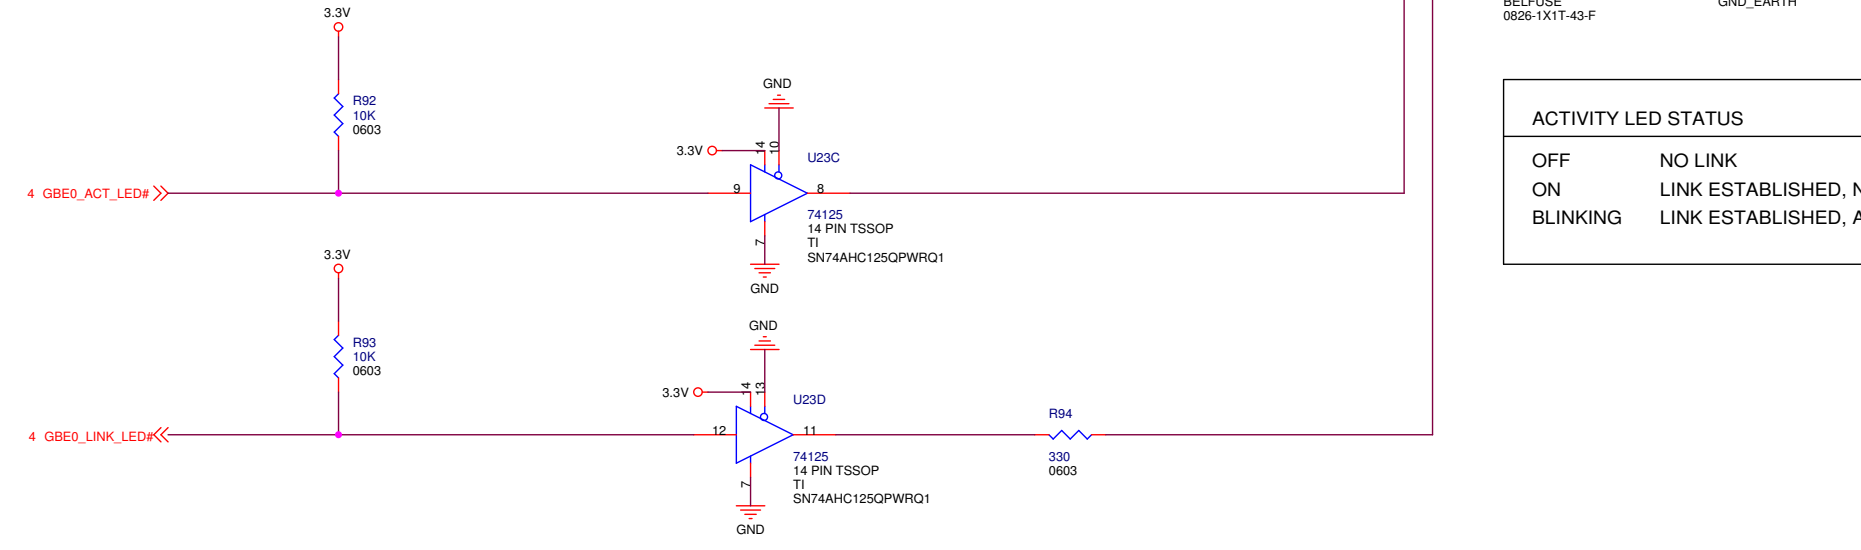 3.3V
R92
10K
0603
4 GBE0_ACT_LED#
GND
3.3V
14
10
U23C
9
8
74125
14 PIN TSSOP
TI
SN74AHC125QPWRQ1
7
GND
3.3V
R93
10K
0603
4 GBE0_LINK_LED#
GND
3.3V
14
13
U23D
12
11
74125
14 PIN TSSOP
TI
SN74AHC125QPWRQ1
7
GND
R94
330
0603
BELFUSE
0826-1X1T-43-F
GND_EARTH
ACTIVITY LED STATUS
OFF NO LINK
ON LINK ESTABLISHED,
BLINKING LINK ESTABLISHED,